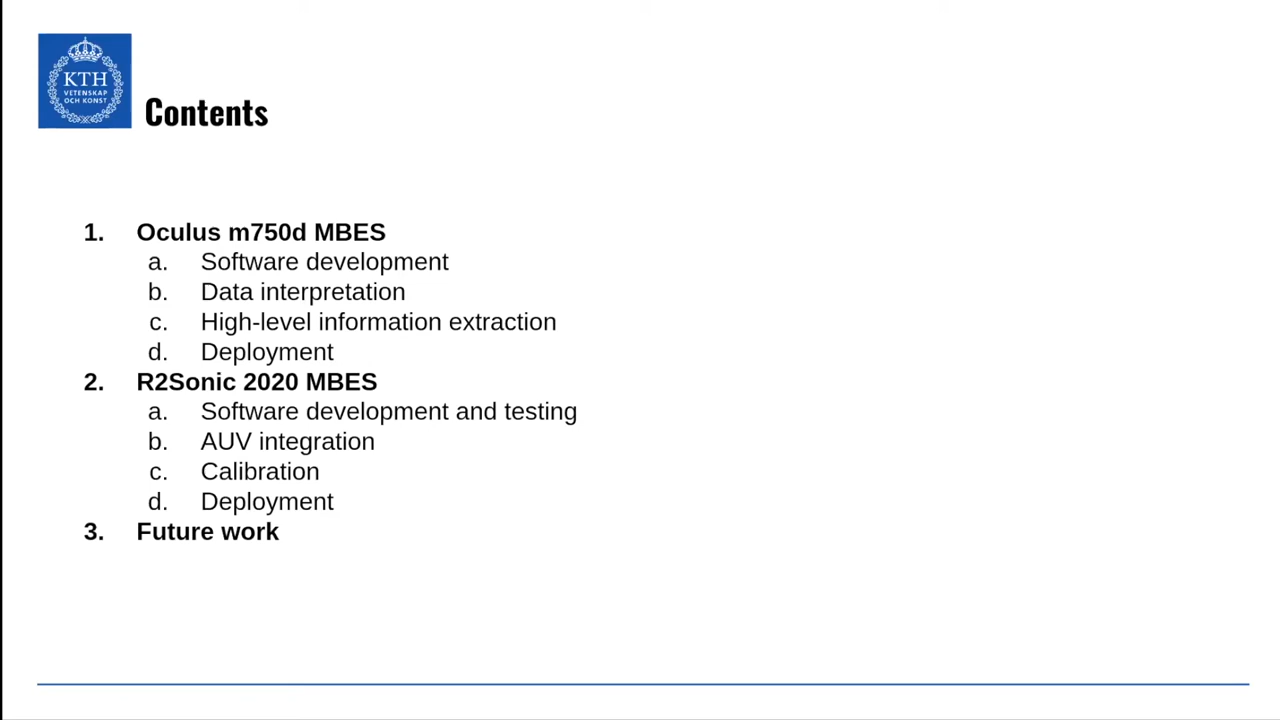 KTH
VETENSKAP
OCH KONST
Contents
1. Oculus m750d MBES
a. Software development
b. Data interpretation
c. High-level information extraction
d. Deployment
2. R2Sonic 2020 MBES
a. Software development and testing
b. AUV integration
c. Calibration
d. Deployment
3. Future work